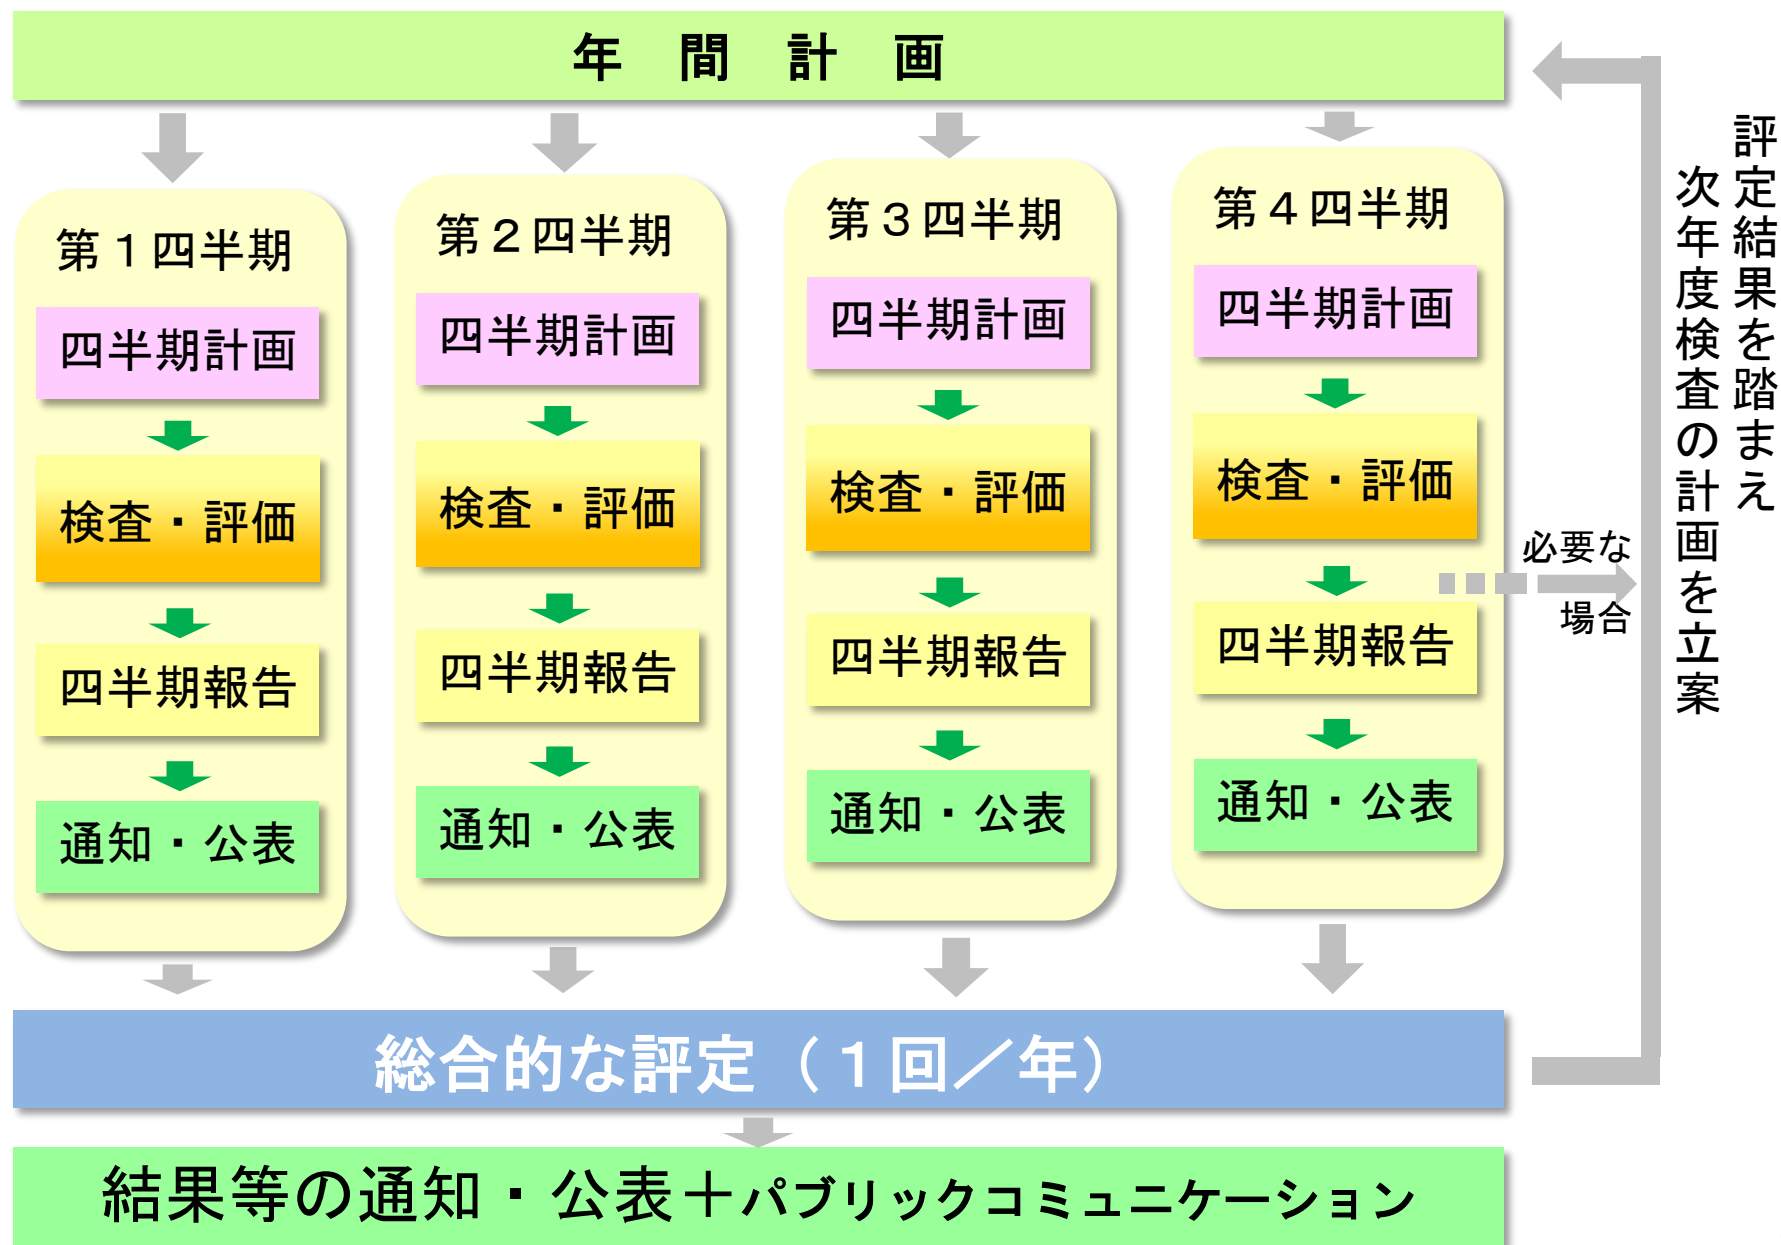 年　間　計　画
第１四半期
四半期計画
検査・評価
四半期報告
通知・公表
第２四半期
四半期計画
検査・評価
四半期報告
通知・公表
第３四半期
四半期計画
検査・評価
四半期報告
通知・公表
第４四半期
四半期計画
検査・評価
四半期報告
通知・公表
必要な
場合
評定結果を踏まえ
次年度検査の計画を立案
総合的な評定（１回／年）
結果等の通知・公表＋パブリックコミュニケーション